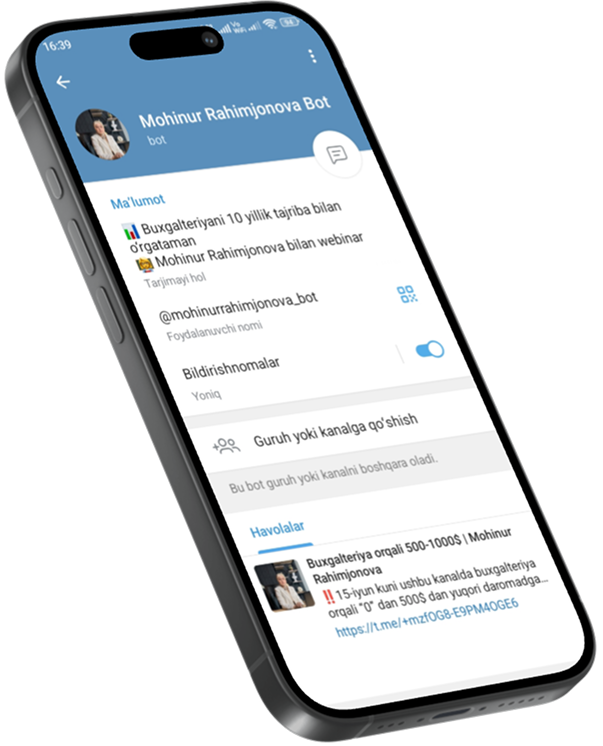 16:39
Vo
WiFi
94
Mohinur Rahimjonova Bot
bot
Ma'lumot
📊 Buxgalteriyani 10 yillik tajriba bilan
o'rgataman
Mohinur Rahimjonova bilan webinar
Tarjimayi hol
@mohinurrahimjonova_bot
Foydalanuvchi nomi
Bildirishnomalar
Yoniq
Guruh yoki kanalga qo'shish
Bu bot guruh yoki kanalni boshqara oladi.
Havolalar
Buxgalteriya orqali 500-1000$ | Mohinur
Rahimjonova
‼️15-iyun kuni ushbu kanalda buxgalteriya
orqali "0" dan 500$ dan yuqori daromadga...
https://t.me/+mzfOG8-E9PM4OGE6